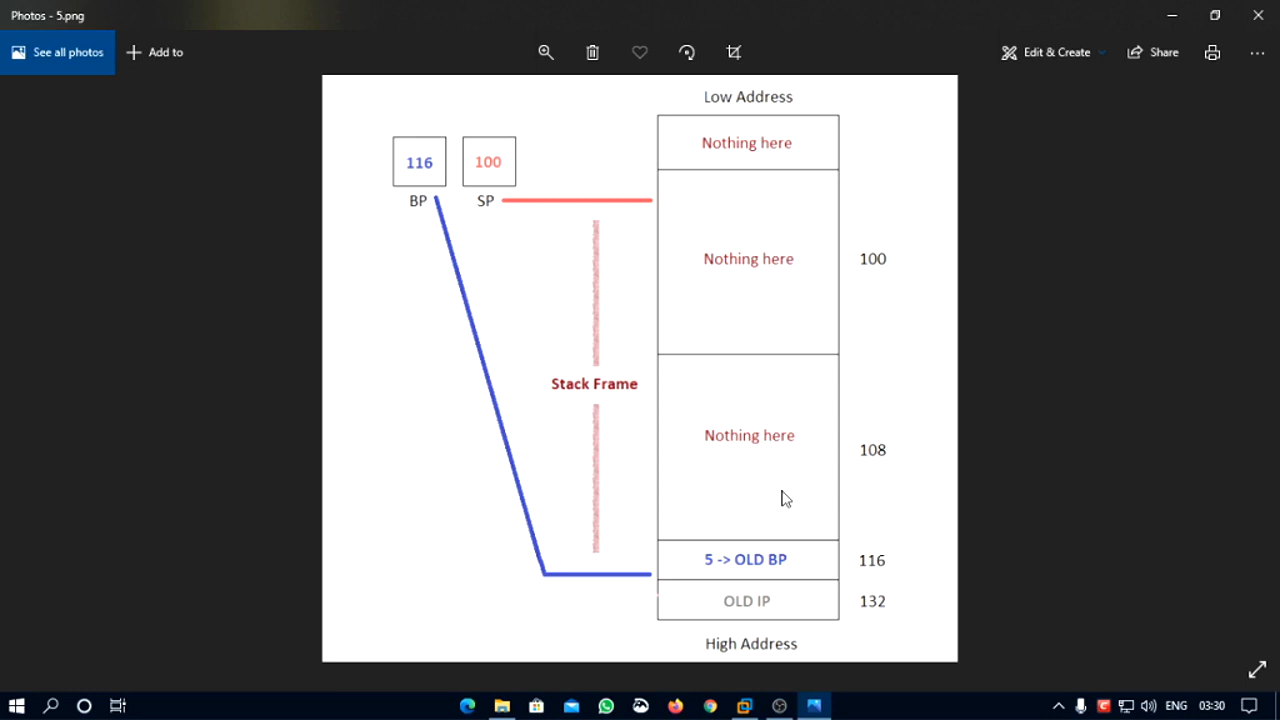 Photos - 5.png
See all photos
Add to
Edit & Create
Share
Low Address
Nothing here
116
100
BP
SP
Nothing here
100
Stack Frame
Nothing here
108
5 -> OLD BP
116
OLD IP
132
High Address
ENG
03:30